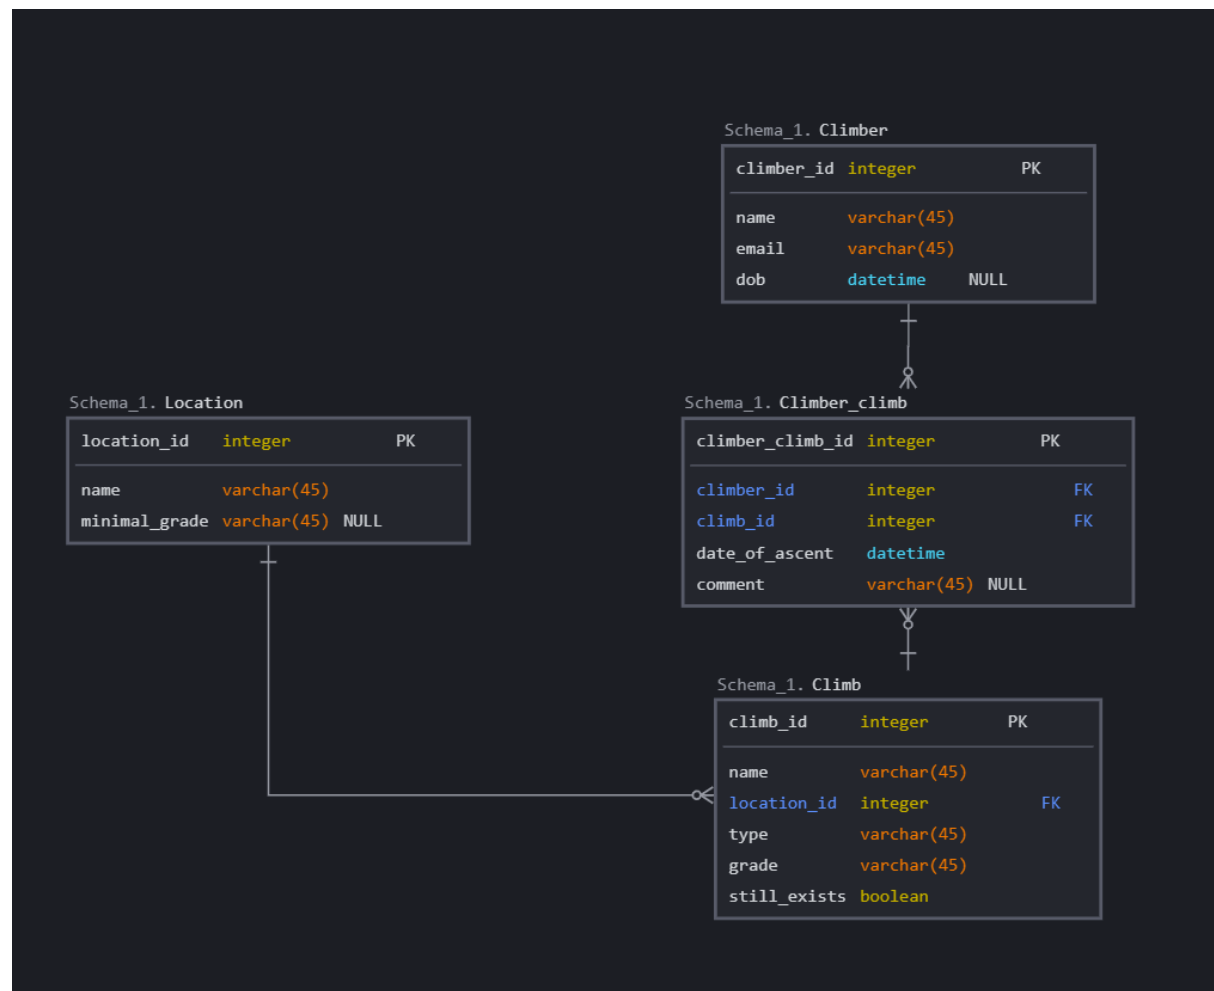 Schema_1. Climber
climber_id integer PK
name varchar(45)
email varchar(45)
dob datetime NULL
Schema_1. Location
location_id integer PK
name varchar(45)
minimal_grade varchar(45) NULL
Schema_1. Climber_climb
climber_climb_id integer PK
climber_id integer FK
climb_id integer FK
date_of_ascent datetime
comment varchar(45) NULL
Schema_1. Climb
climb_id integer PK
name varchar(45)
location_id integer FK
type varchar(45)
grade varchar(45)
still_exists boolean